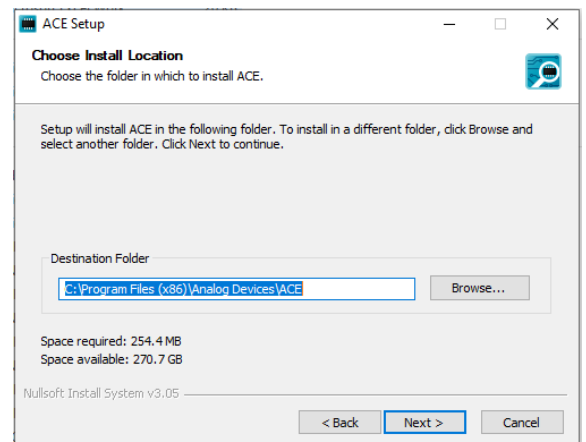 ACE Setup
Choose Install Location
Choose the folder in which to install ACE.
Setup will install ACE in the following folder. To install in a different folder, click Browse and
select another folder. Click Next to continue.
Destination Folder
C:\Program Files (x86)\Analog Devices\ACE
Browse...
Space required: 254.4 MB
Space available: 270.7 GB
Nullsoft Install System v3.05
< Back
Next >
Cancel